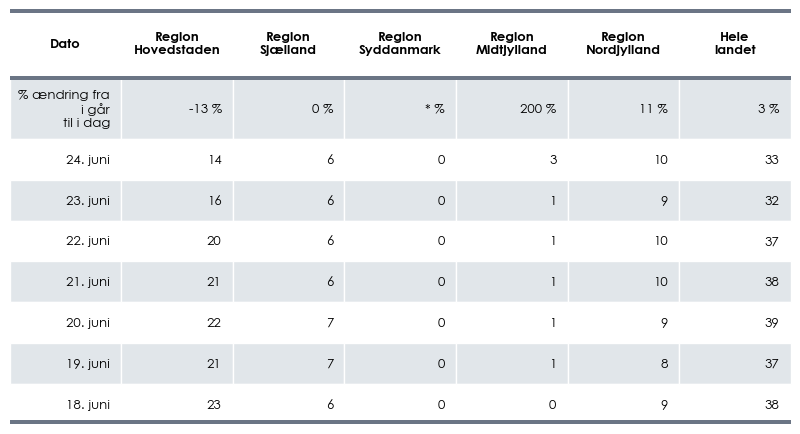 Dato Region Hovedstaden Region Sjælland Region Syddanmark Region Midtjylland Region Nordjylland Hele landet
% ændring fra i går til i dag -13 % 0 % * % 200 % 11 % 3 %
24. juni 14 6 0 3 10 33
23. juni 16 6 0 1 9 32
22. juni 20 6 0 1 10 37
21. juni 21 6 0 1 10 38
20. juni 22 7 0 1 9 39
19. juni 21 7 0 1 8 37
18. juni 23 6 0 0 9 38